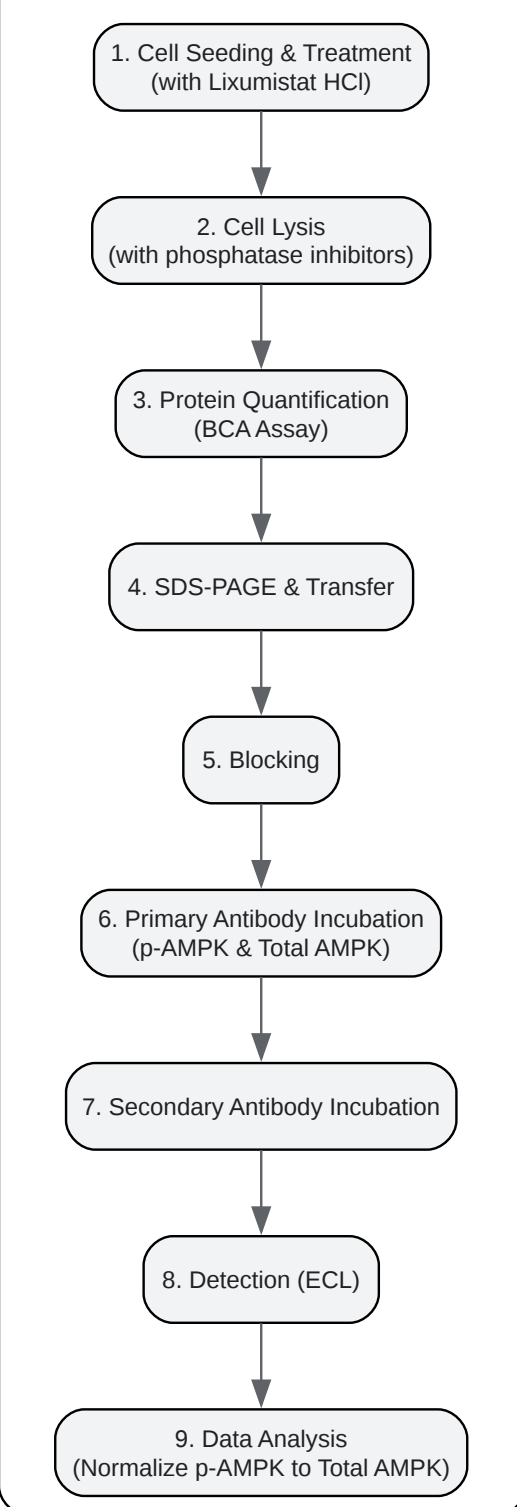 1. Cell Seeding & Treatment
(with Lixumistat HCl)
2. Cell Lysis
(with phosphatase inhibitors)
3. Protein Quantification
(BCA Assay)
4. SDS-PAGE & Transfer
5. Blocking
6. Primary Antibody Incubation
(p-AMPK & Total AMPK)
7. Secondary Antibody Incubation
8. Detection (ECL)
9. Data Analysis
(Normalize p-AMPK to Total AMPK)